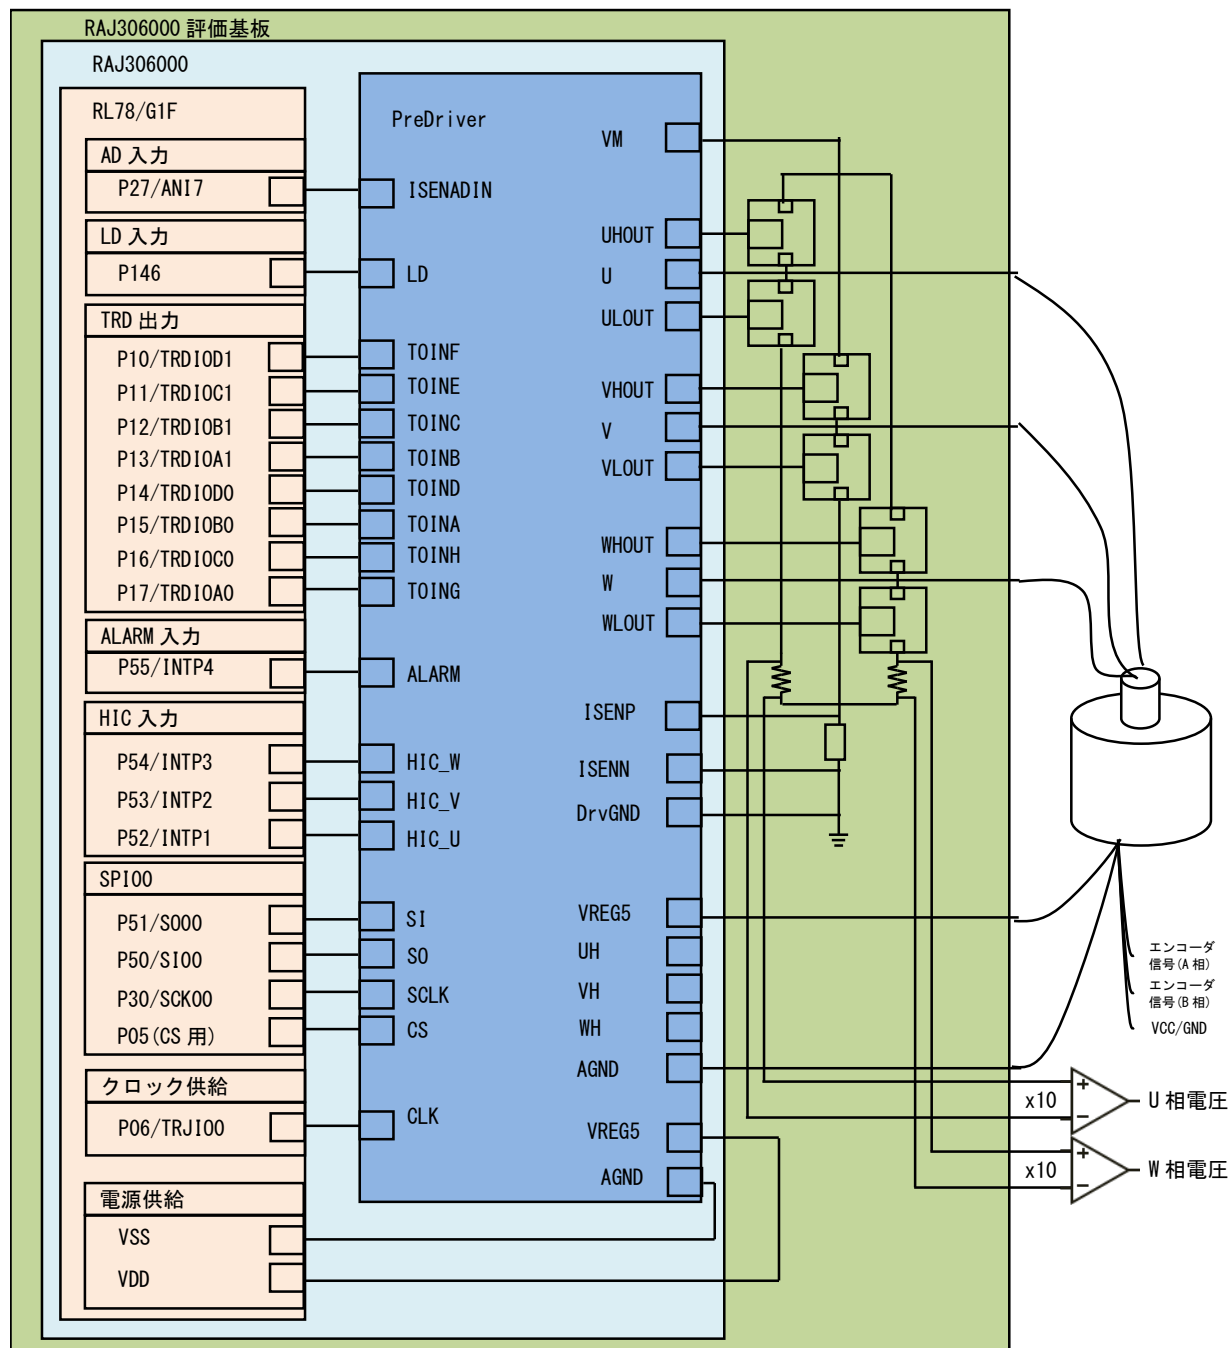 RAJ306000 評価基板
RAJ306000
RL78/G1F
AD 入力
P27/ANI7
LD 入力
P146
TRD 出力
P10/TRDIOD1
P11/TRDIOC1
P12/TRDIOB1
P13/TRDIOA1
P14/TRDIOD0
P15/TRDIOB0
P16/TRDIOC0
P17/TRDIOA0
ALARM 入力
P55/INTP4
HIC 入力
P54/INTP3
P53/INTP2
P52/INTP1
SPI00
P51/SO00
P50/SI00
P30/SCK00
P05(CS 用)
クロック供給
P06/TRJIO0
電源供給
VSS
VDD
PreDriver
ISENADIN
LD
TOINF
TOINE
TOINC
TOINB
TOIND
TOINA
TOINH
TOING
ALARM
HIC_W
HIC_V
HIC_U
SI
SO
SCLK
CS
CLK
VM
UHOUT
U
ULOUT
VHOUT
V
VLOUT
WHOUT
W
WLOUT
ISENP
ISENN
DrvGND
VREG5
UH
VH
WH
AGND
VREG5
AGND
エンコーダ
信号(A 相)
エンコーダ
信号(B 相)
VCC/GND
x10
+
−
U 相電圧
x10
+
−
W 相電圧